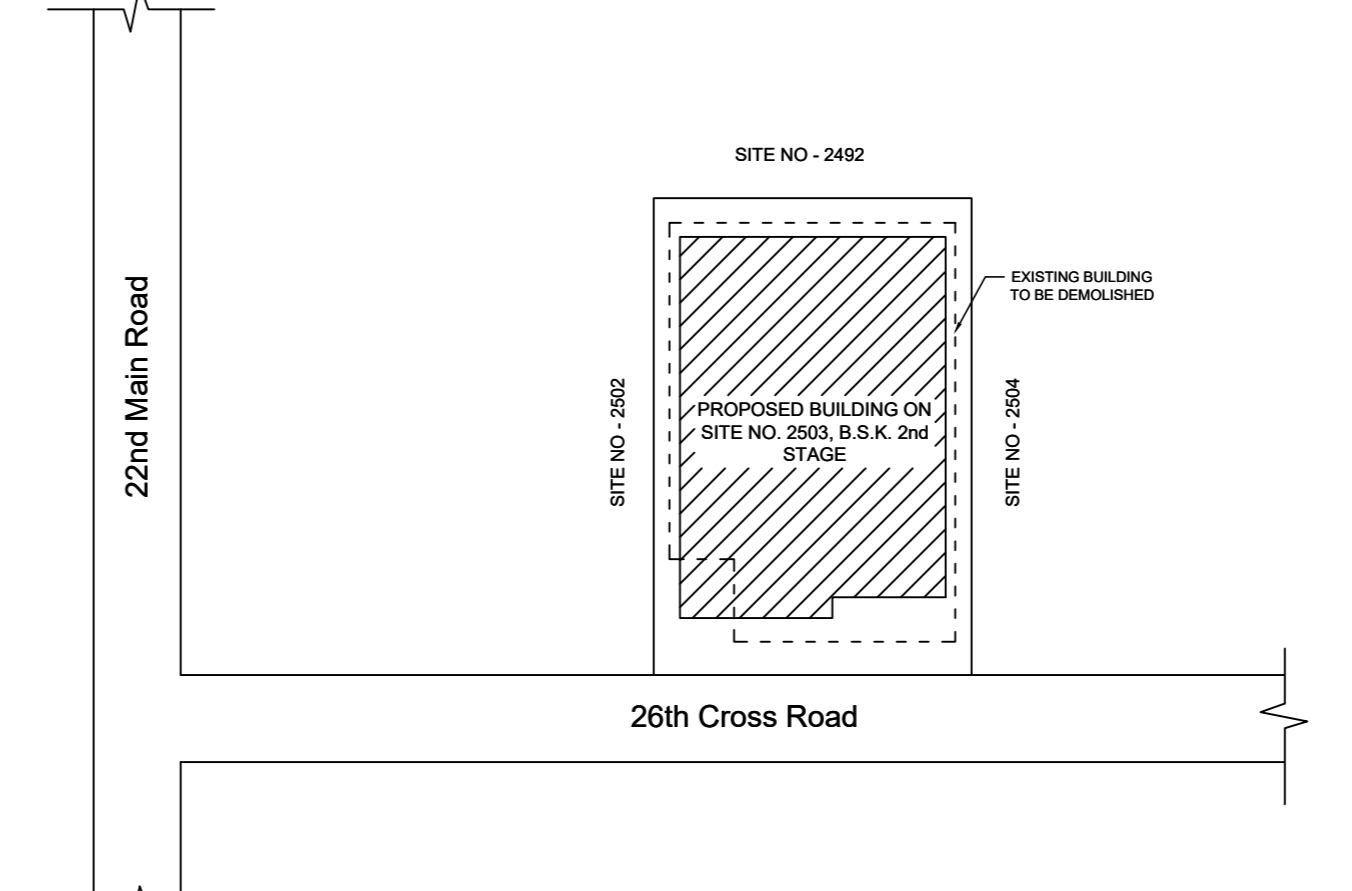 SITE NO - 2492
EXISTING BUILDING
TO BE DEMOLISHED
22nd Main Road
SITE NO - 2502
PROPOSED BUILDING ON
SITE NO. 2503, B.S.K. 2nd
STAGE
SITE NO - 2504
26th Cross Road